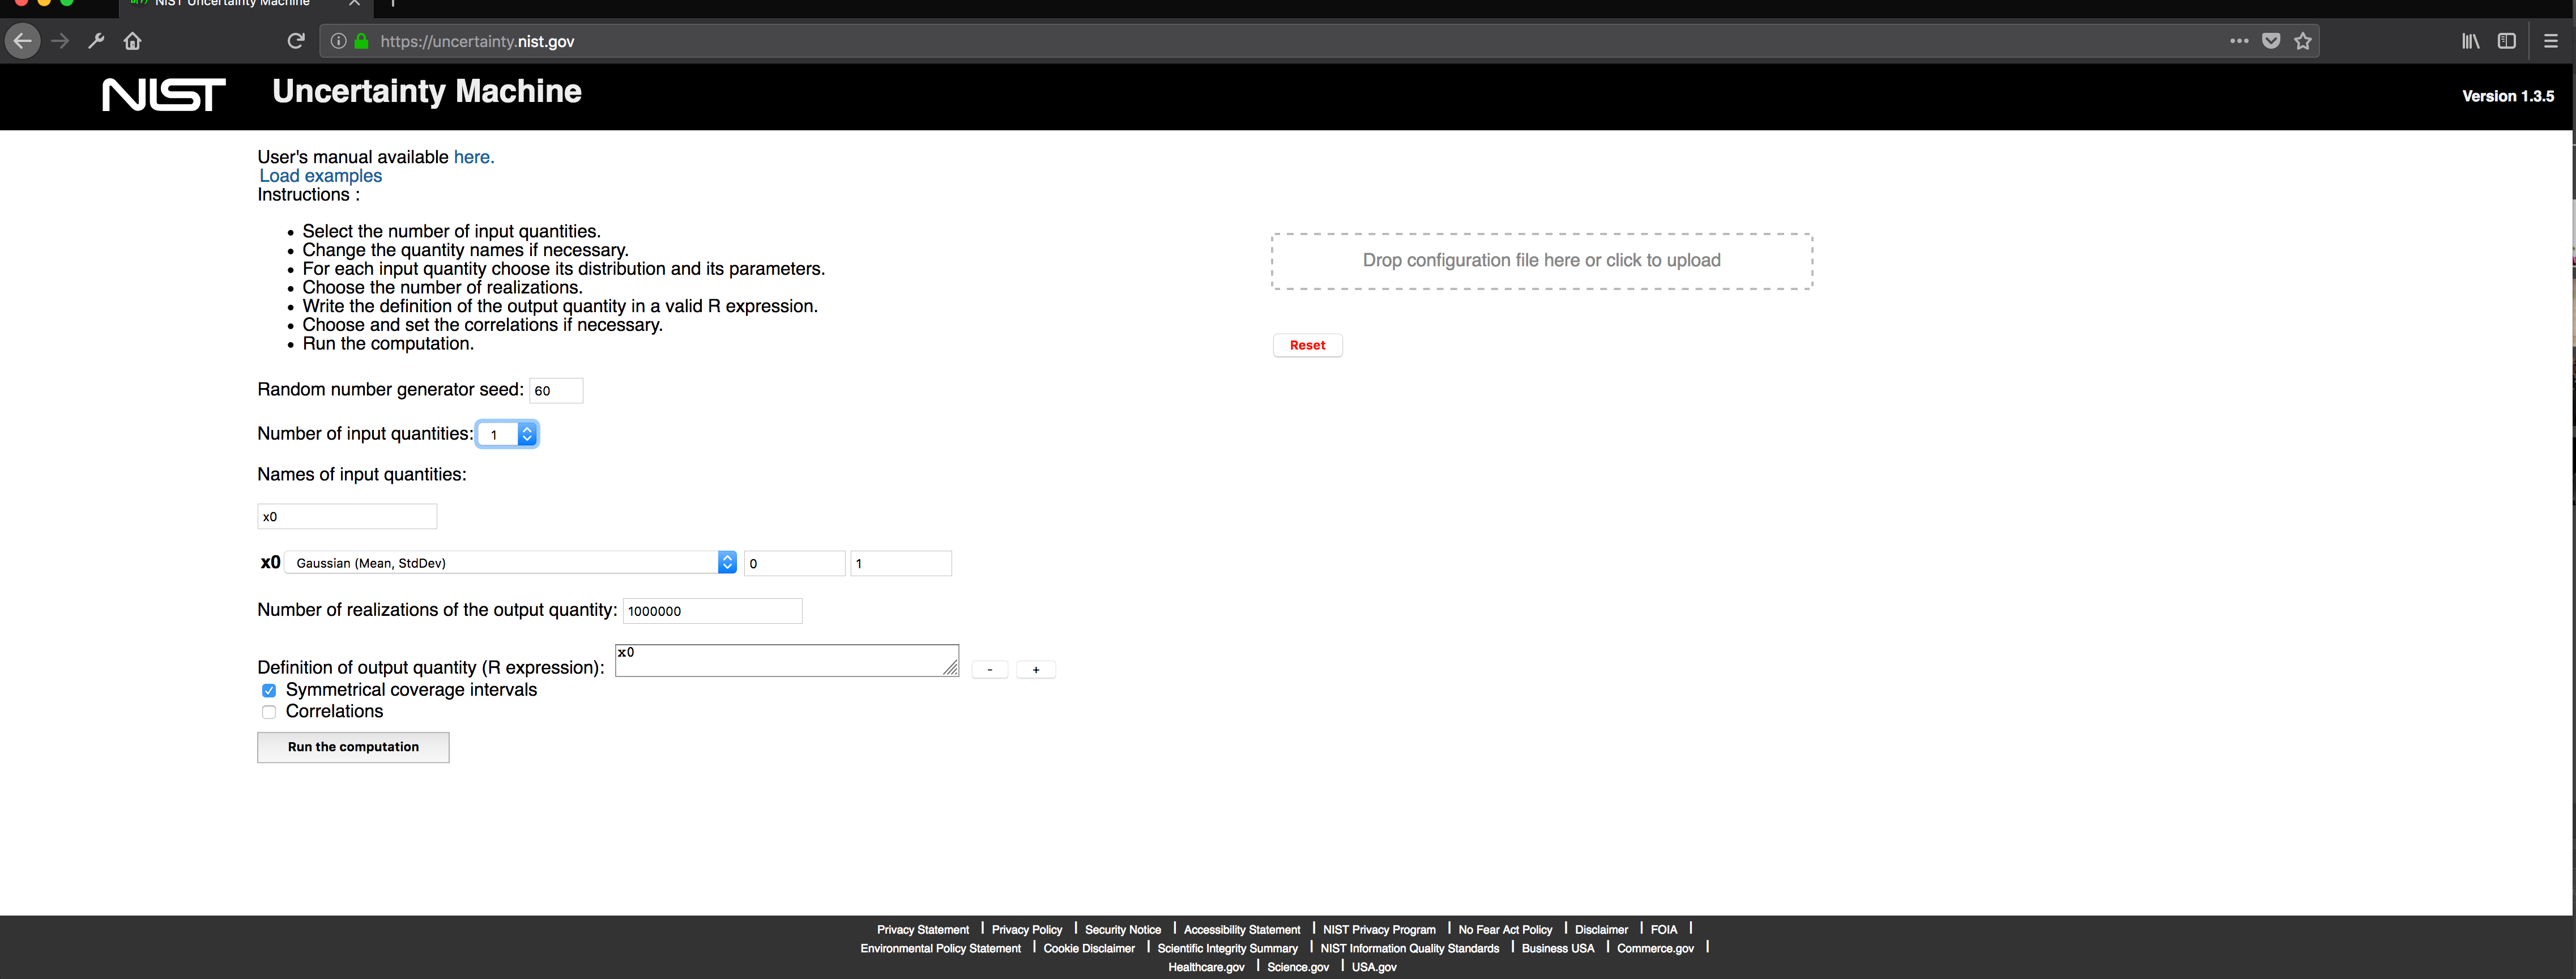 NIST Uncertainty Machine
https://uncertainty.nist.gov
NIST Uncertainty Machine Version 1.3.5
User's manual available here.
Load examples
Instructions :
• Select the number of input quantities.
• Change the quantity names if necessary.
• For each input quantity choose its distribution and its parameters.
• Choose the number of realizations.
• Write the definition of the output quantity in a valid R expression.
• Choose and set the correlations if necessary.
• Run the computation.
Drop configuration file here or click to upload
Reset
Random number generator seed: 60
Number of input quantities: 1
Names of input quantities:
x0
x0 Gaussian (Mean, StdDev) 0 1
Number of realizations of the output quantity: 1000000
Definition of output quantity (R expression): x0 - +
Symmetrical coverage intervals
Correlations
Run the computation
Privacy Statement | Privacy Policy | Security Notice | Accessibility Statement | NIST Privacy Program | No Fear Act Policy | Disclaimer | FOIA |
Environmental Policy Statement | Cookie Disclaimer | Scientific Integrity Summary | NIST Information Quality Standards | Business USA | Commerce.gov |
Healthcare.gov | Science.gov | USA.gov